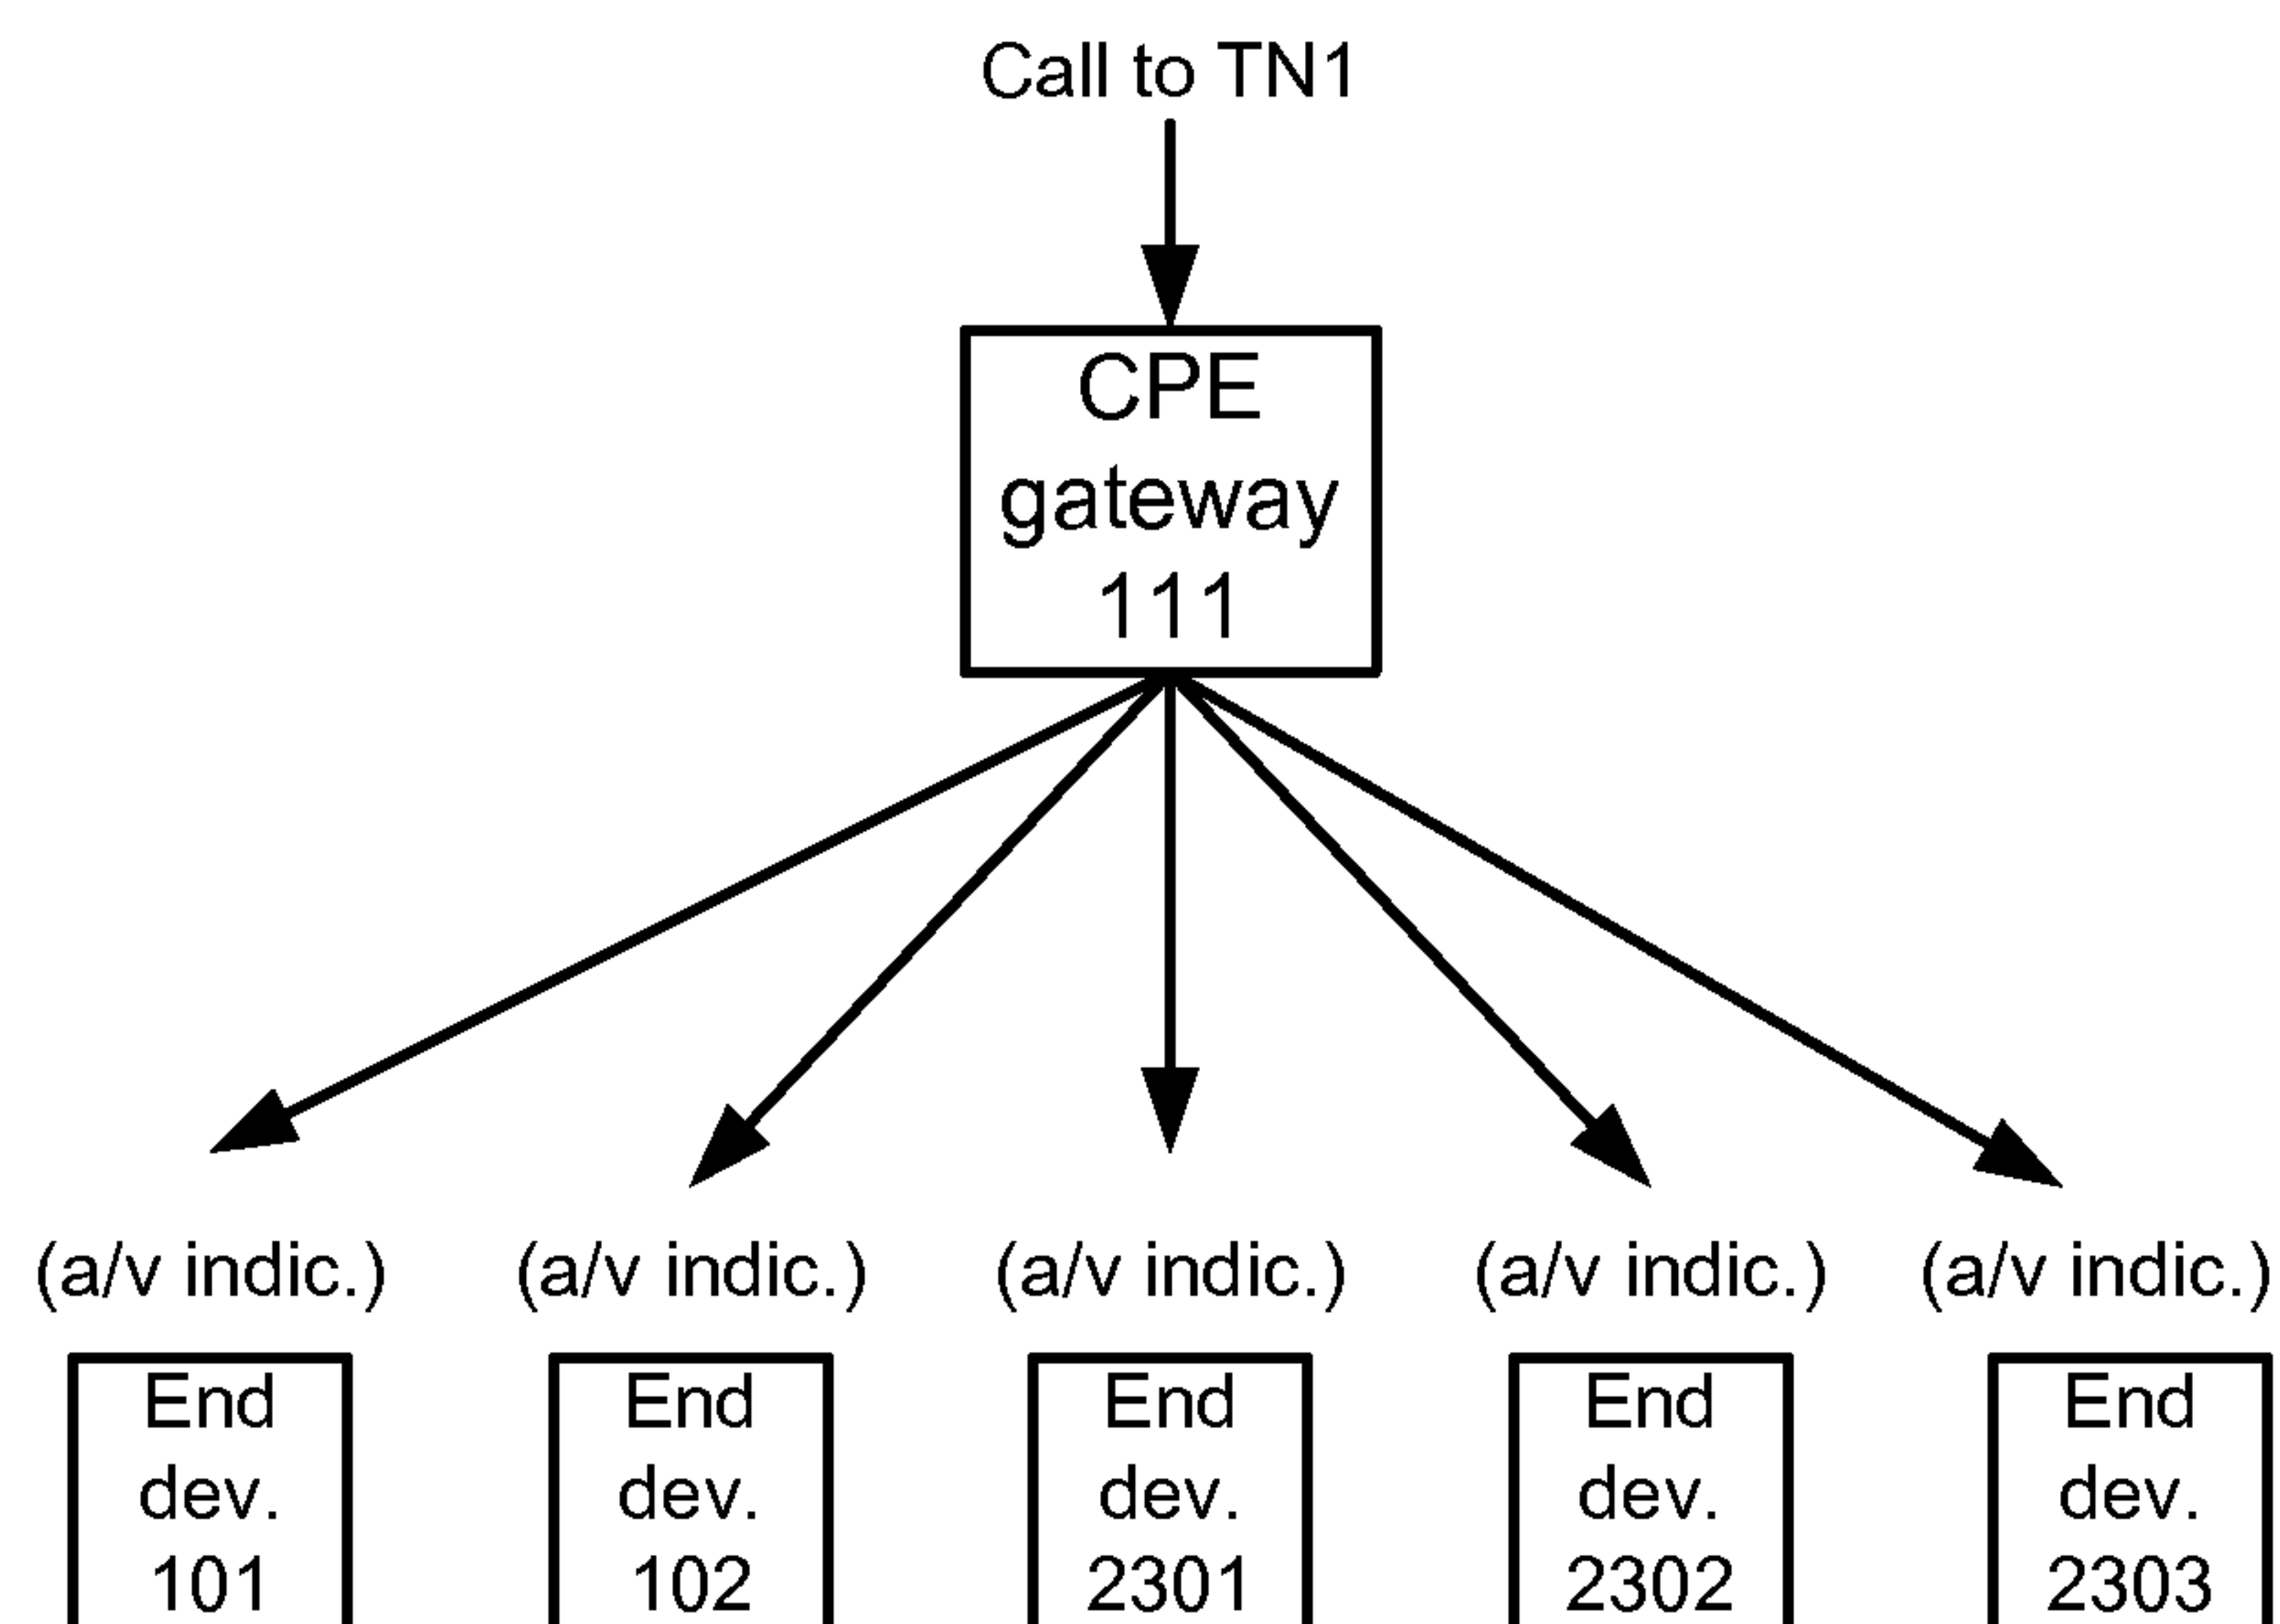 Call to TN1
CPE
gateway
111
(a/v indic.) (a/v indic.) (a/v indic.) (a/v indic.) (a/v indic.)
End
dev.
101
End
dev.
102
End
dev.
2301
End
dev.
2302
End
dev.
2303